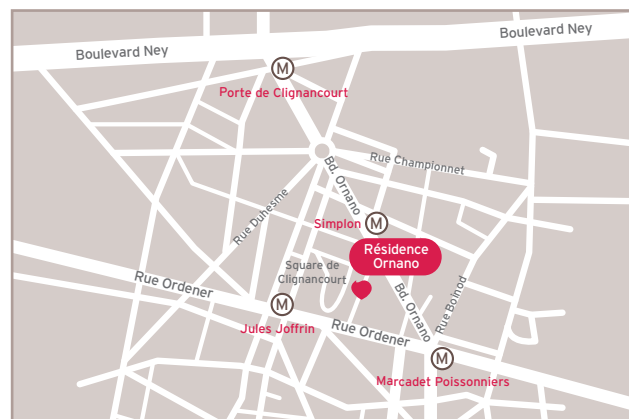 Boulevard Ney
Boulevard Ney
M
Porte de Clignancourt
Rue Championnet
Bd. Ornano
Rue Duhesme
Simplon
M
Résidence
Ornano
Square de
Clignancourt
Rue Ordener
M
Jules Joffrin
Rue Ordener
Bd. Ornano
Rue Boinod
M
Marcadet Poissonniers